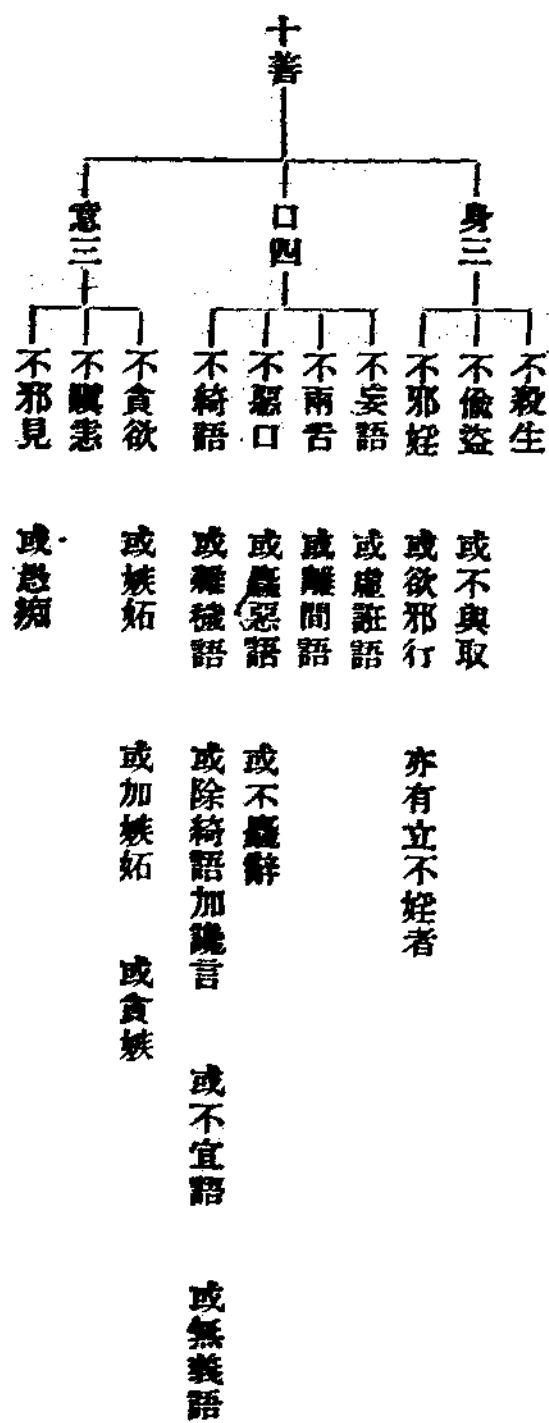 十善
身三
不殺生
不偸盜 或不與取
不邪婬 或欲邪行 亦有立不婬者
口四
不妄語 或虛誑語
不兩舌 或離間語
不惡口 或麤惡語 或不麤辭
不綺語 或雜穢語 或除綺語加讒言 或不宜語 或無義語
意三
不貪欲 或嫉妬 或加嫉妬 或貪嫉
不瞋恚
不邪見 或愚痴